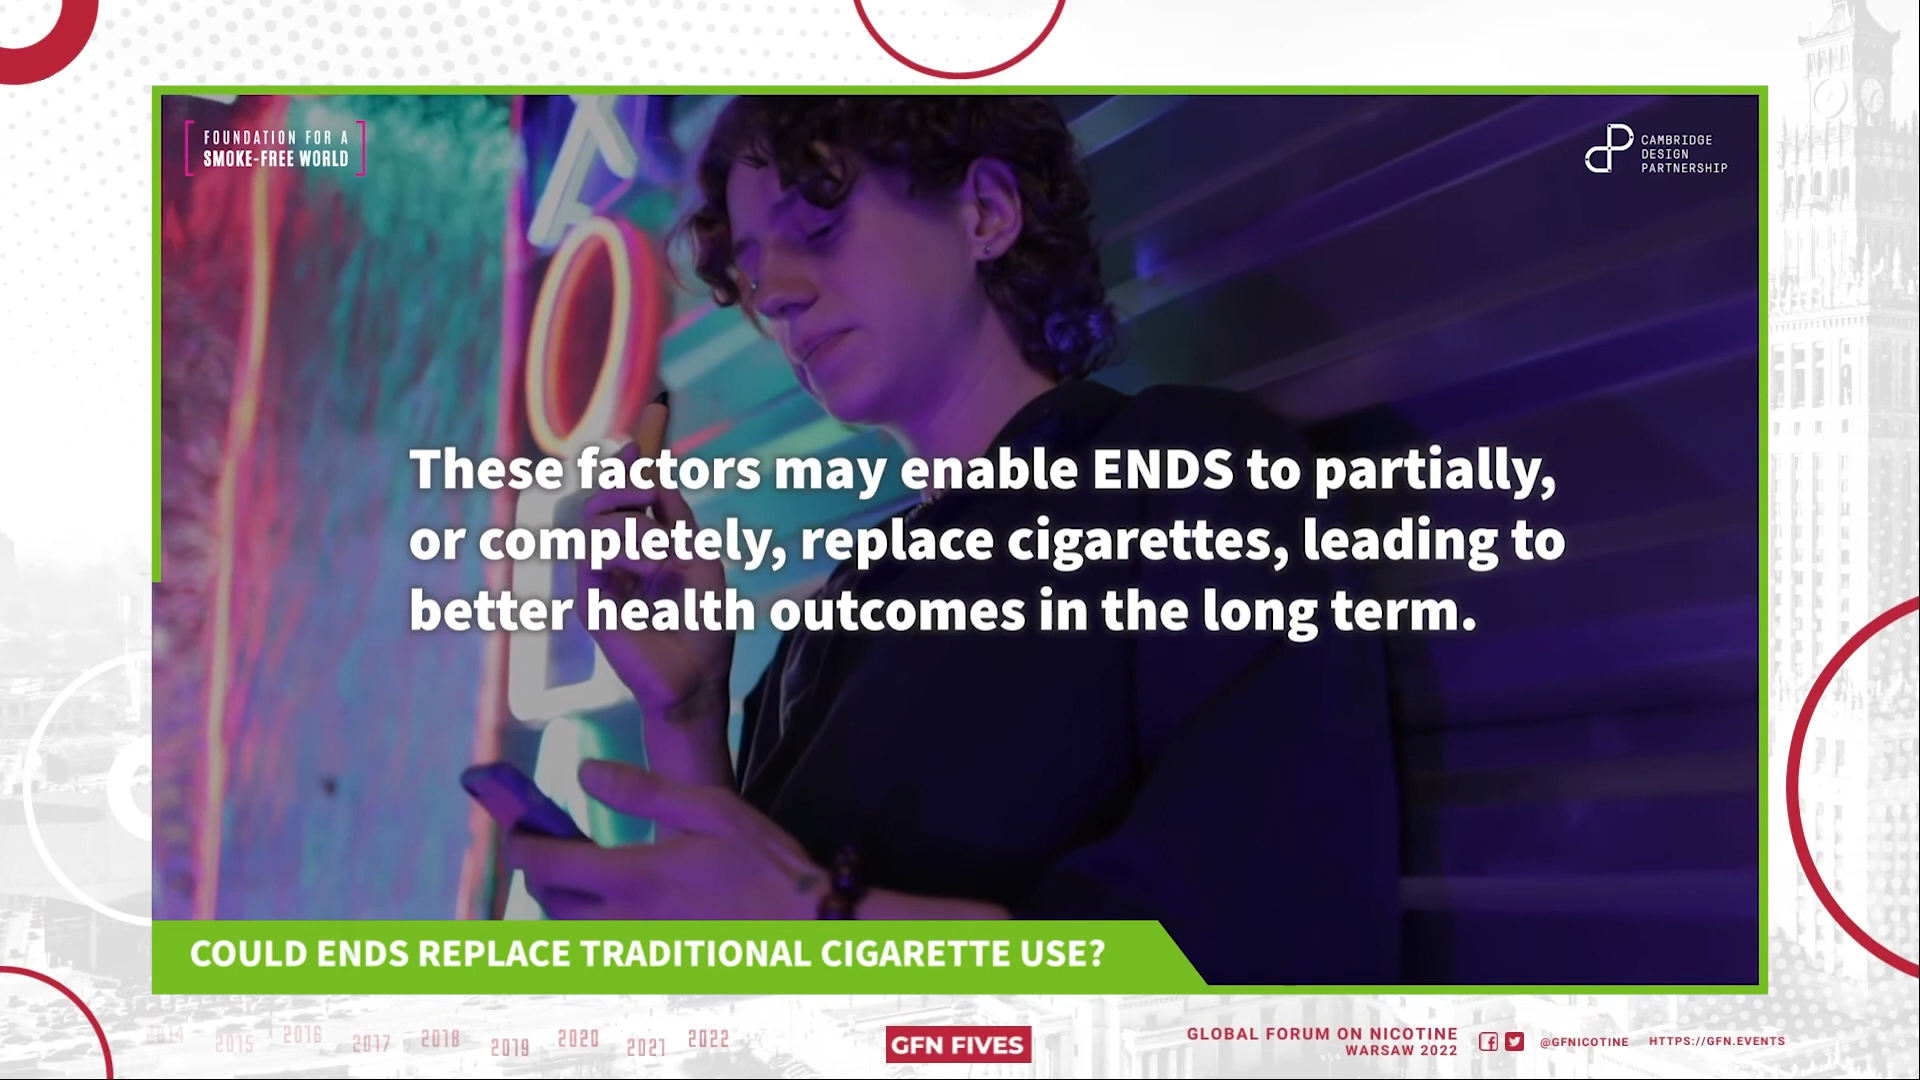 FOUNDATION FOR A
SMOKE-FREE WORLD
CAMBRIDGE
DESIGN
PARTNERSHIP
These factors may enable ENDS to partially,
or completely, replace cigarettes, leading to
better health outcomes in the long term.
COULD ENDS REPLACE TRADITIONAL CIGARETTE USE?
2014 2015 2016 2017 2018 2019 2020 2021 2022
GFN FIVES
GLOBAL FORUM ON NICOTINE
WARSAW 2022
@GFNICOTINE
HTTPS://GFN.EVENTS